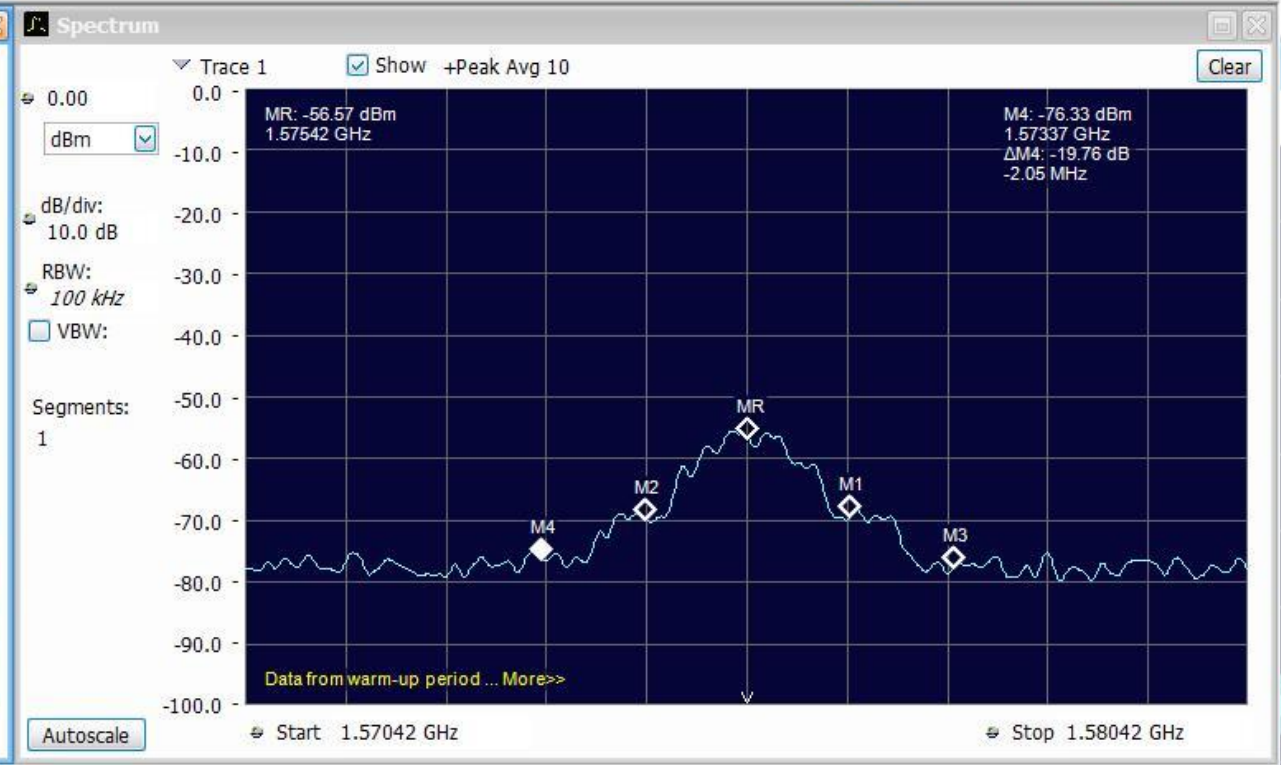 Spectrum
Trace 1 Show +Peak Avg 10 Clear
0.00
dBm
dB/div:
10.0 dB
RBW:
100 kHz
VBW:
Segments:
1
Autoscale
0.0
-10.0
-20.0
-30.0
-40.0
-50.0
-60.0
-70.0
-80.0
-90.0
-100.0
MR: -56.57 dBm
1.57542 GHz
M4: -76.33 dBm
1.57337 GHz
ΔM4: -19.76 dB
-2.05 MHz
MR
M2
M1
M4
M3
Data from warm-up period ... More>>
Start 1.57042 GHz
Stop 1.58042 GHz